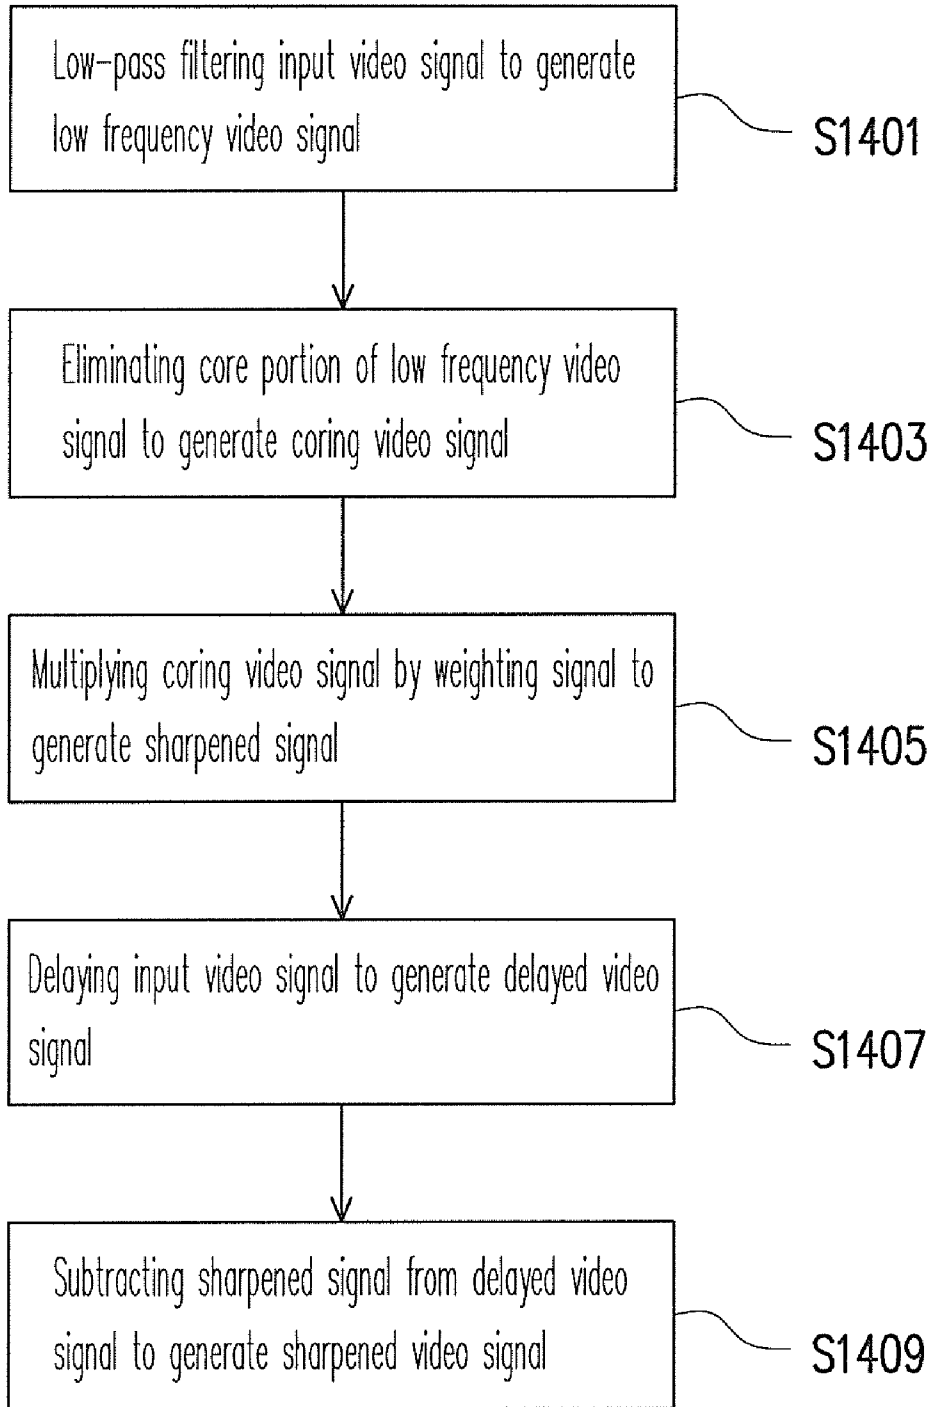 Low-pass filtering input video signal to generate
low frequency video signal
S1401
Eliminating core portion of low frequency video
signal to generate coring video signal
S1403
Multiplying coring video signal by weighting signal to
generate sharpened signal
S1405
Delaying input video signal to generate delayed video
signal
S1407
Subtracting sharpened signal from delayed video
signal to generate sharpened video signal
S1409